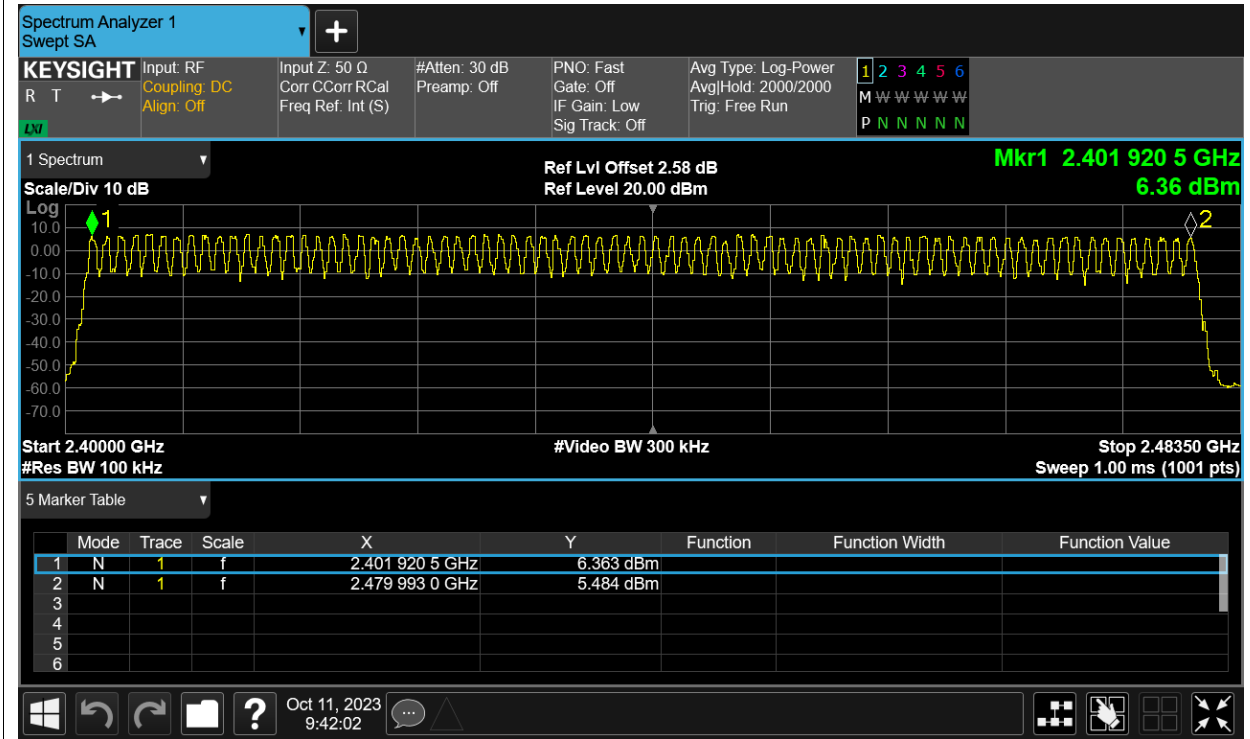 Spectrum Analyzer 1
Swept SA
KEYSIGHT Input: RF Input Z: 50 Ω #Atten: 30 dB PNO: Fast Avg Type: Log-Power 1 2 3 4 5 6
R T Coupling: DC Corr CCorr RCal Preamp: Off Gate: Off Avg|Hold: 2000/2000 M W W W W W W
Align: Off Freq Ref: Int (S) IF Gain: Low Trig: Free Run
LXI Sig Track: Off P N N N N N N
1 Spectrum Ref Lvl Offset 2.58 dB Mkr1 2.401 920 5 GHz
Scale/Div 10 dB Ref Level 20.00 dBm 6.36 dBm
Log
1 2
10.0
0.00
-10.0
-20.0
-30.0
-40.0
-50.0
-60.0
-70.0
Start 2.40000 GHz #Video BW 300 kHz Stop 2.48350 GHz
#Res BW 100 kHz Sweep 1.00 ms (1001 pts)
5 Marker Table
Mode Trace Scale X Y Function Function Width Function Value
1 N 1 f 2.401 920 5 GHz 6.363 dBm
2 N 1 f 2.479 993 0 GHz 5.484 dBm
3
4
5
6
? Oct 11, 2023
9:42:02